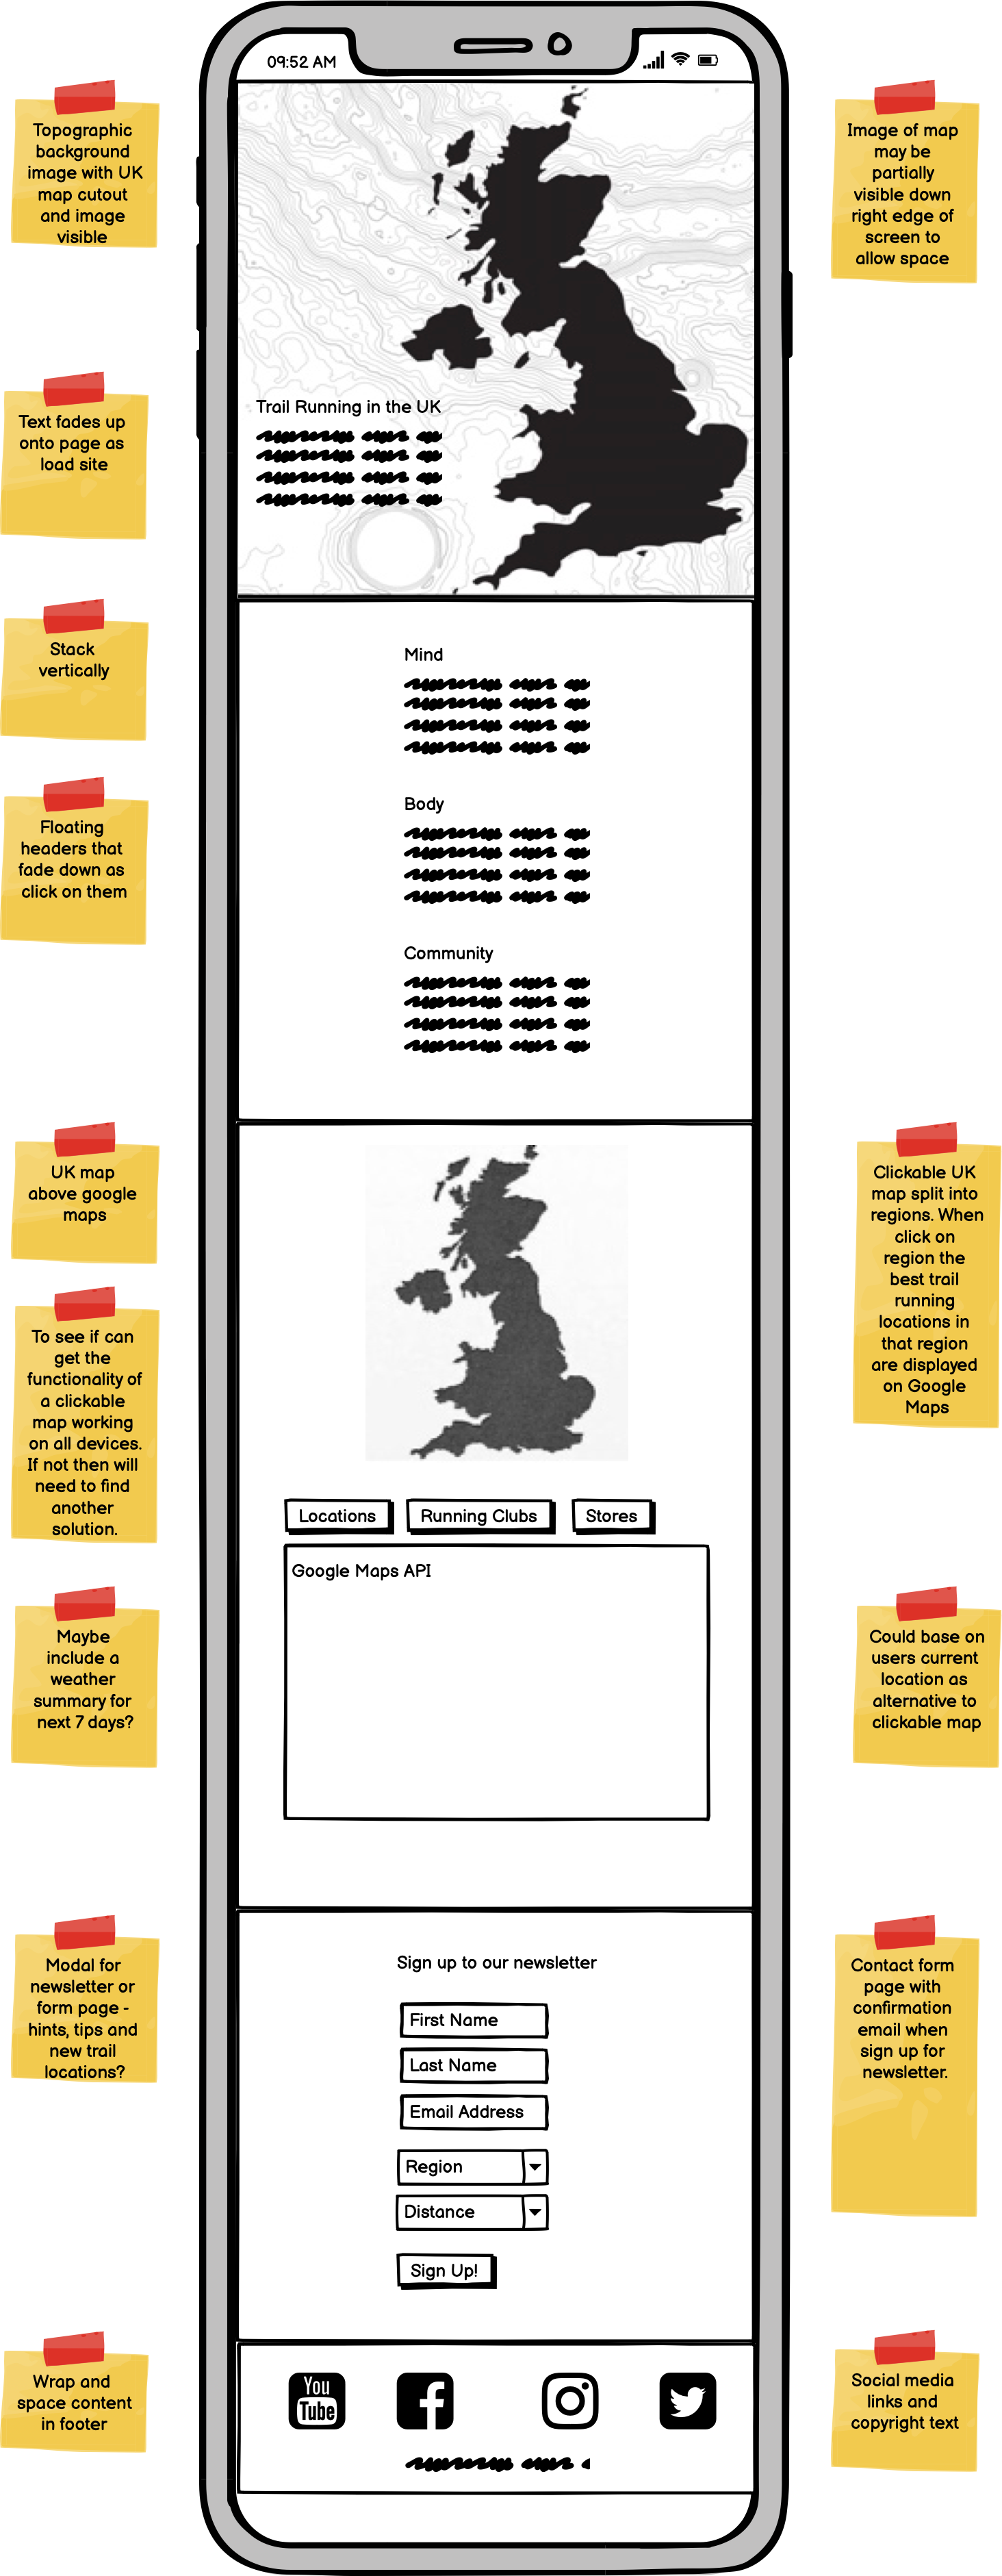 09:52 AM
Topographic
background
image with UK
map cutout
and image
visible
Image of map
may be
partially
visible down
right edge of
screen to
allow space
Text fades up
onto page as
load site
Trail Running in the UK
Stack
vertically
Mind
Floating
headers that
fade down as
click on them
Body
Community
UK map
above google
maps
Clickable UK
map split into
regions. When
click on
region the
best trail
running
locations in
that region
are displayed
on Google
Maps
To see if can
get the
functionality of
a clickable
map working
on all devices.
If not then will
need to find
another
solution.
Locations
Running Clubs
Stores
Google Maps API
Maybe
include a
weather
summary for
next 7 days?
Could base on
users current
location as
alternative to
clickable map
Modal for
newsletter or
form page -
hints, tips and
new trail
locations?
Sign up to our newsletter
First Name
Last Name
Email Address
Region
Distance
Sign Up!
Contact form
page with
confirmation
email when
sign up for
newsletter.
Wrap and
space content
in footer
You
Tube
Social media
links and
copyright text